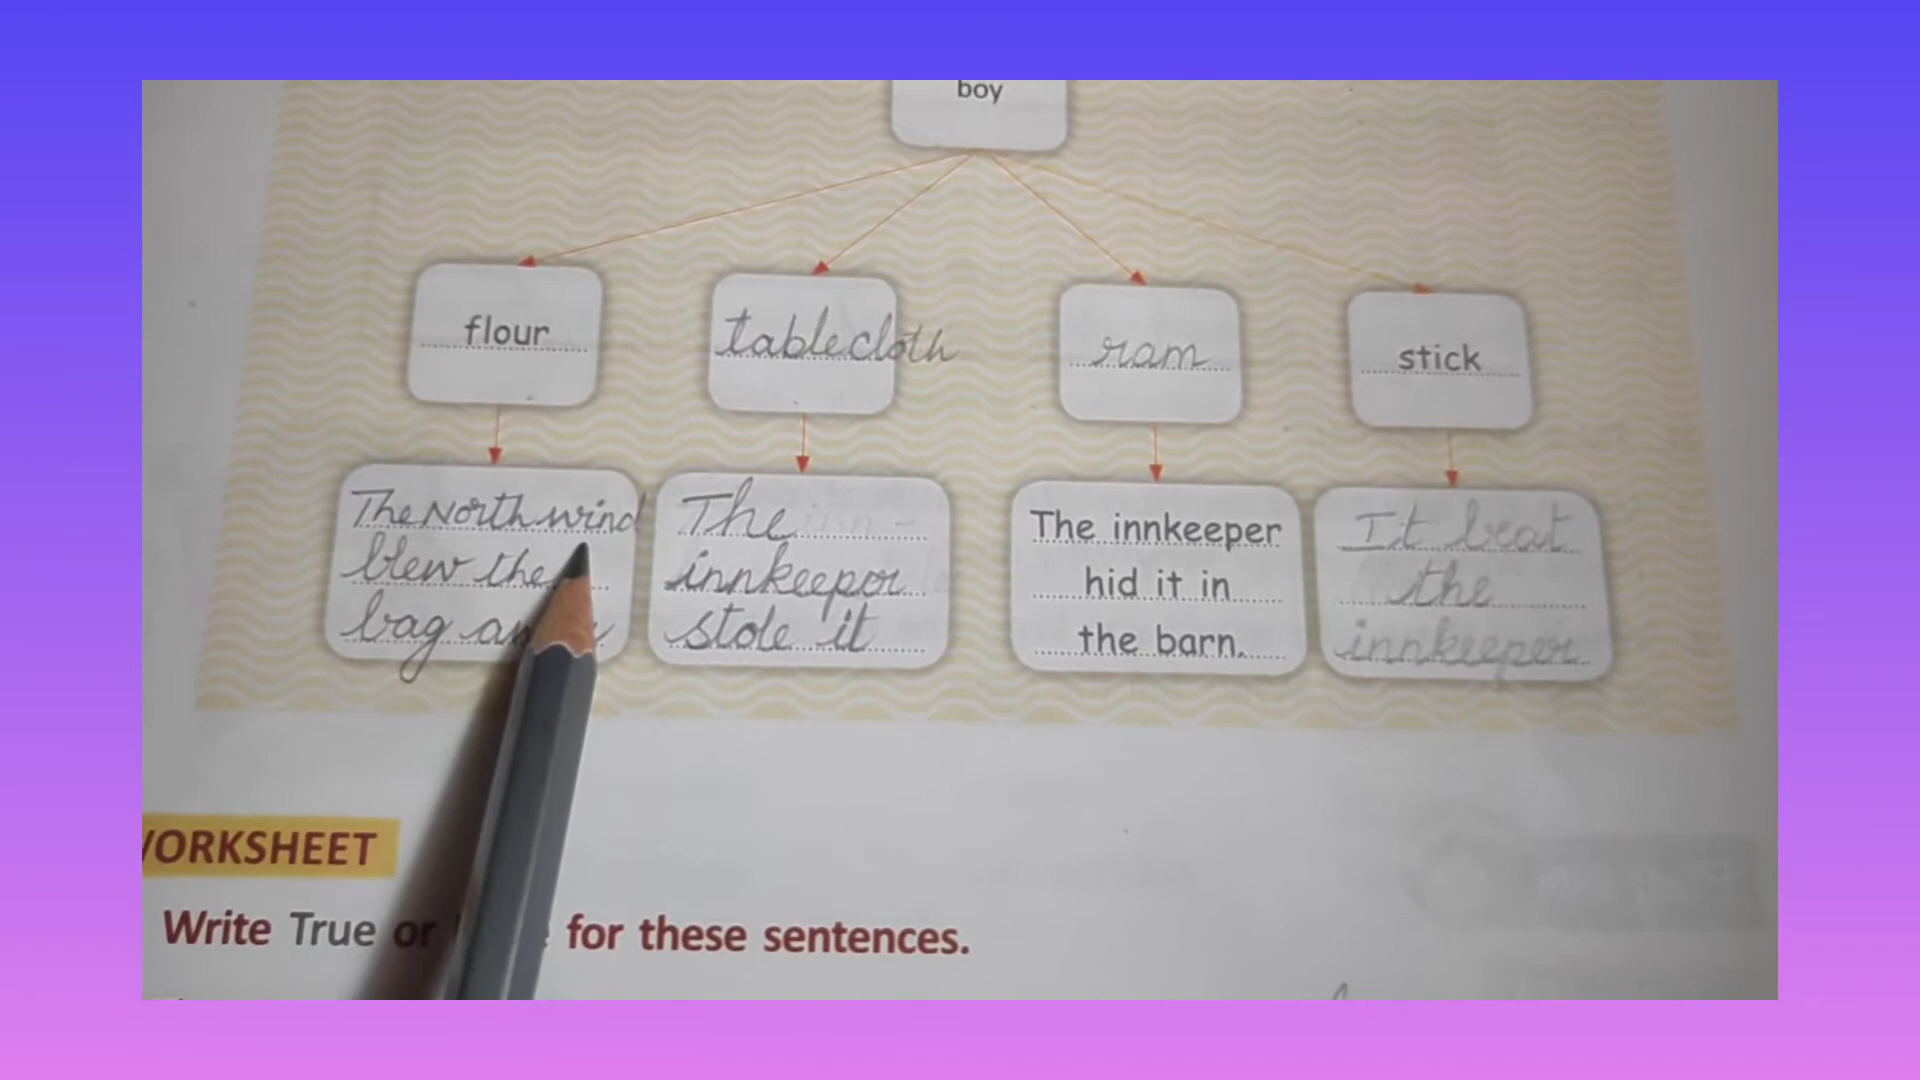 boy
flour
tablecloth
ram
stick
The North wind
blew the
bag
The
innkeeper
stole it
The innkeeper
hid it in
the barn.
It beat
the
innkeeper
WORKSHEET
Write True or for these sentences.